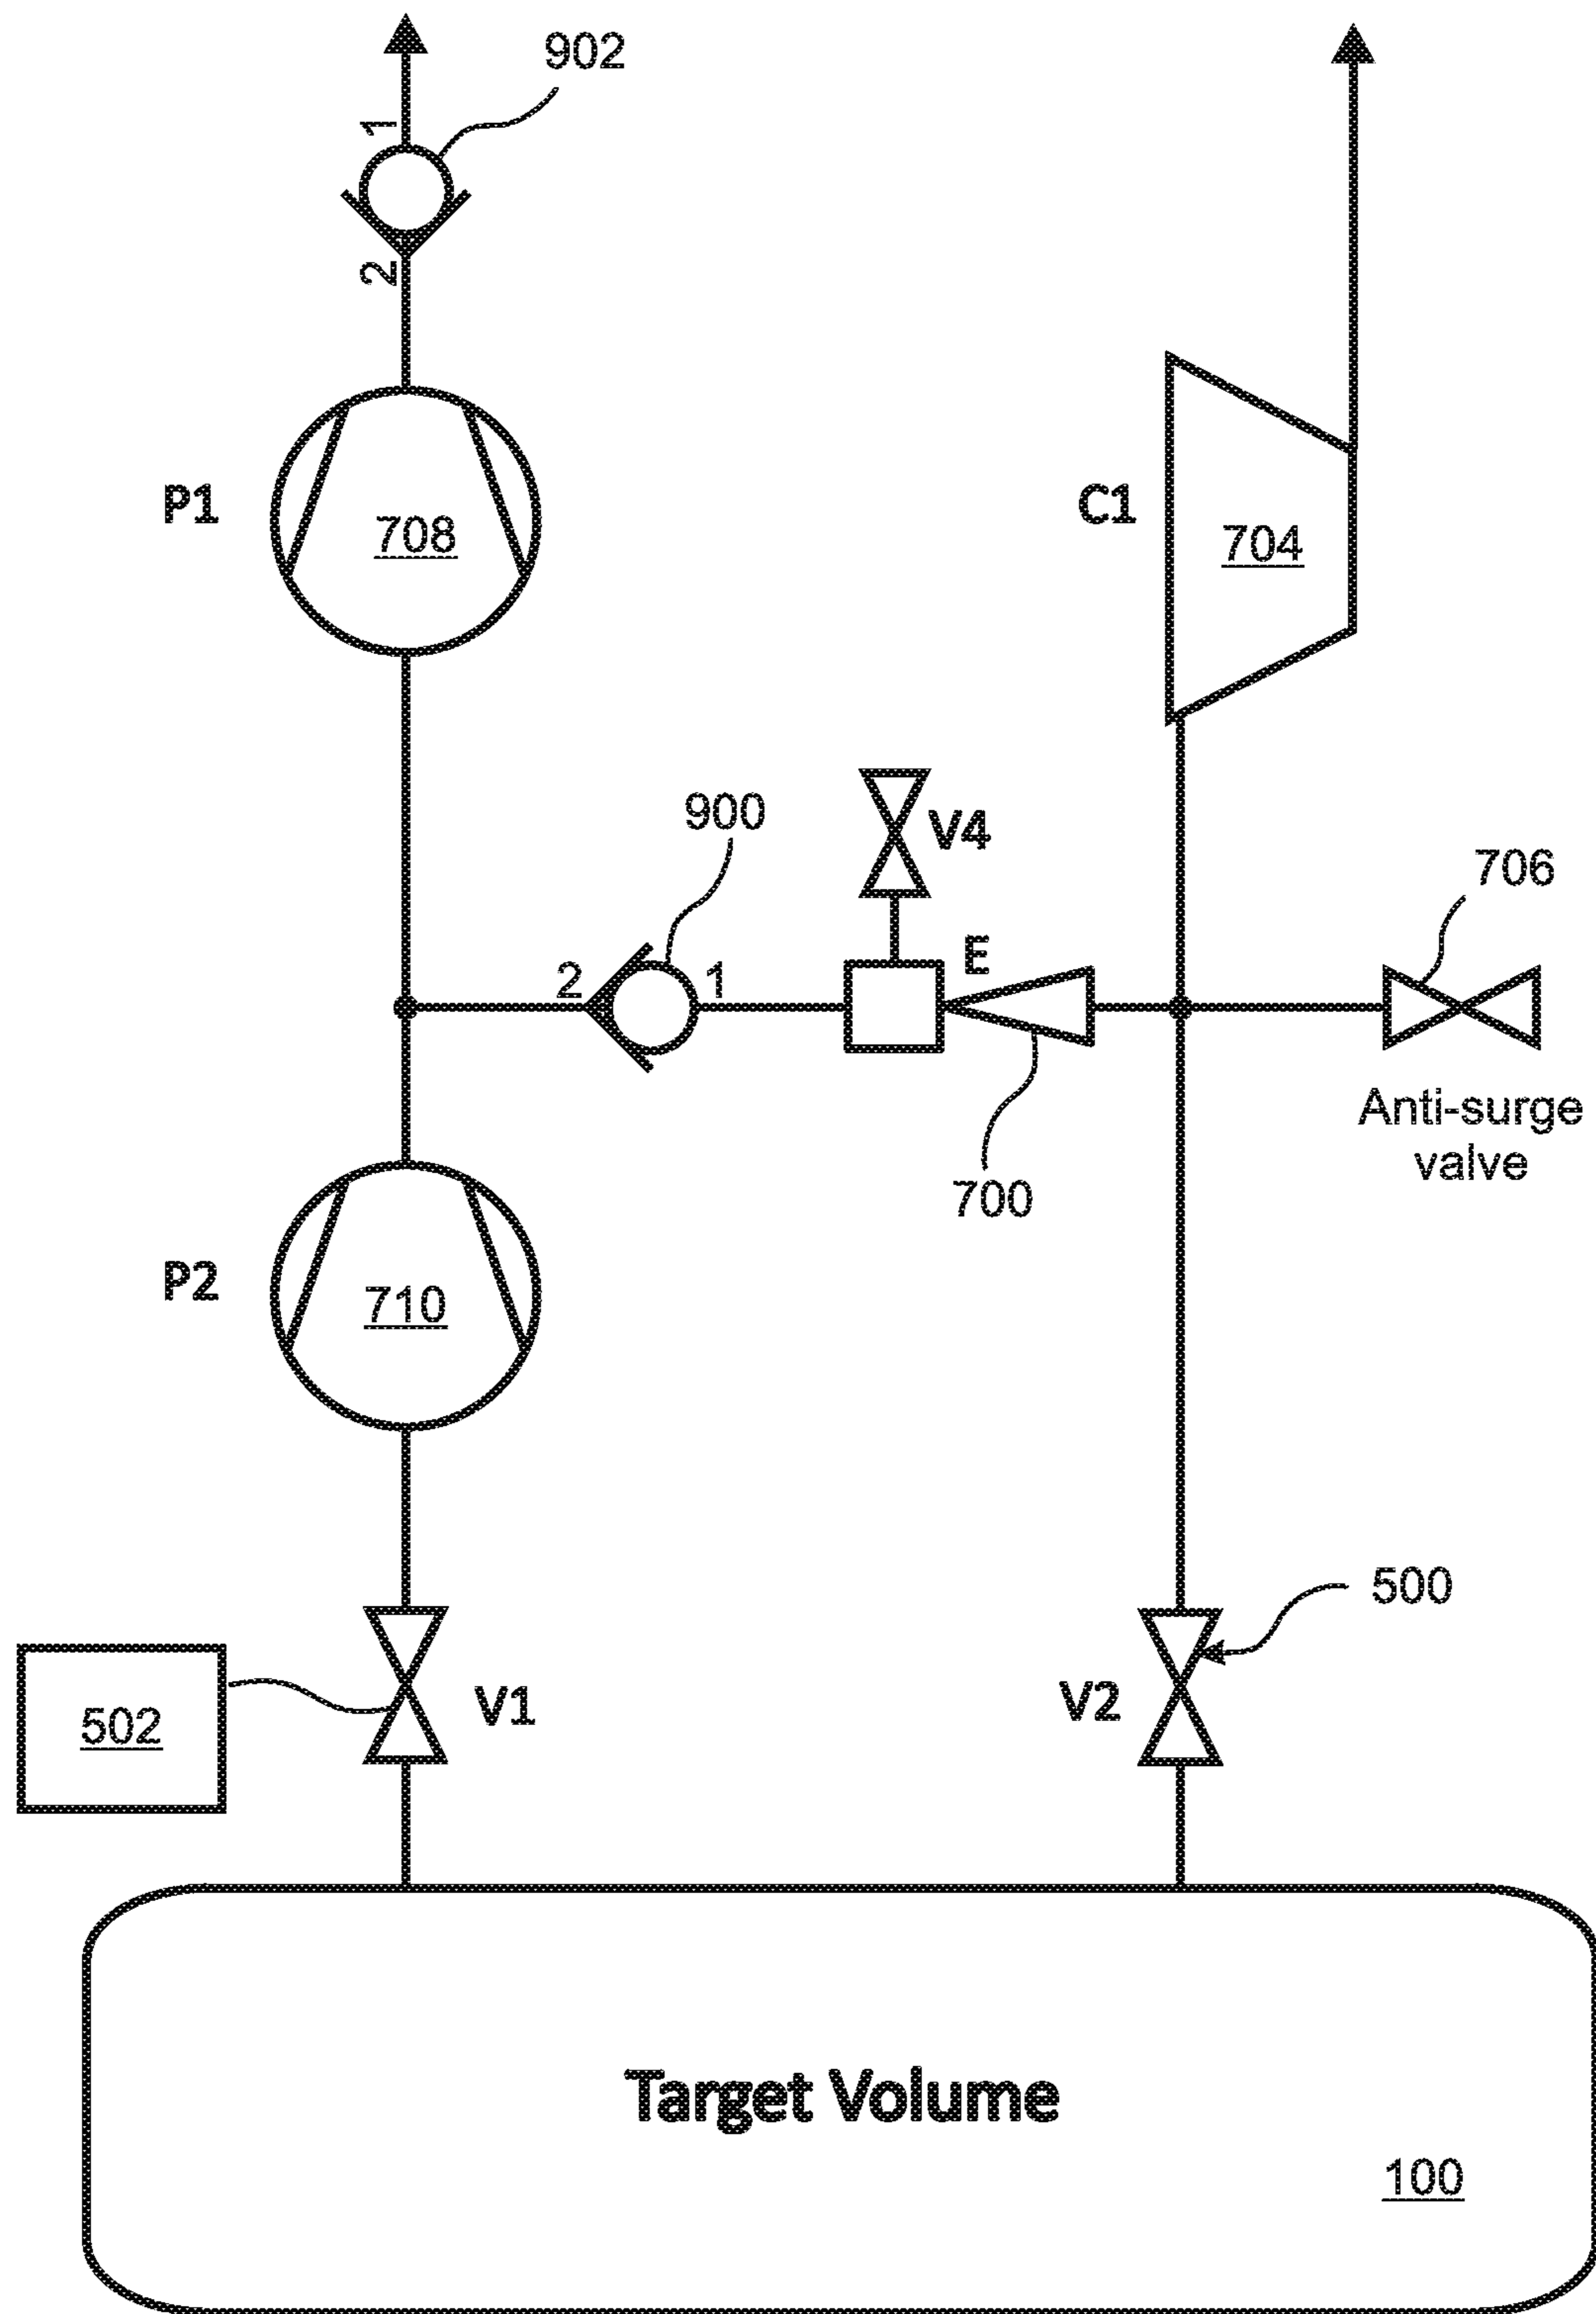 902
1
2
P1
708
C1
704
900
V4
706
2
1
E
Anti-surge
valve
700
P2
710
500
502
V1
V2
Target Volume
100